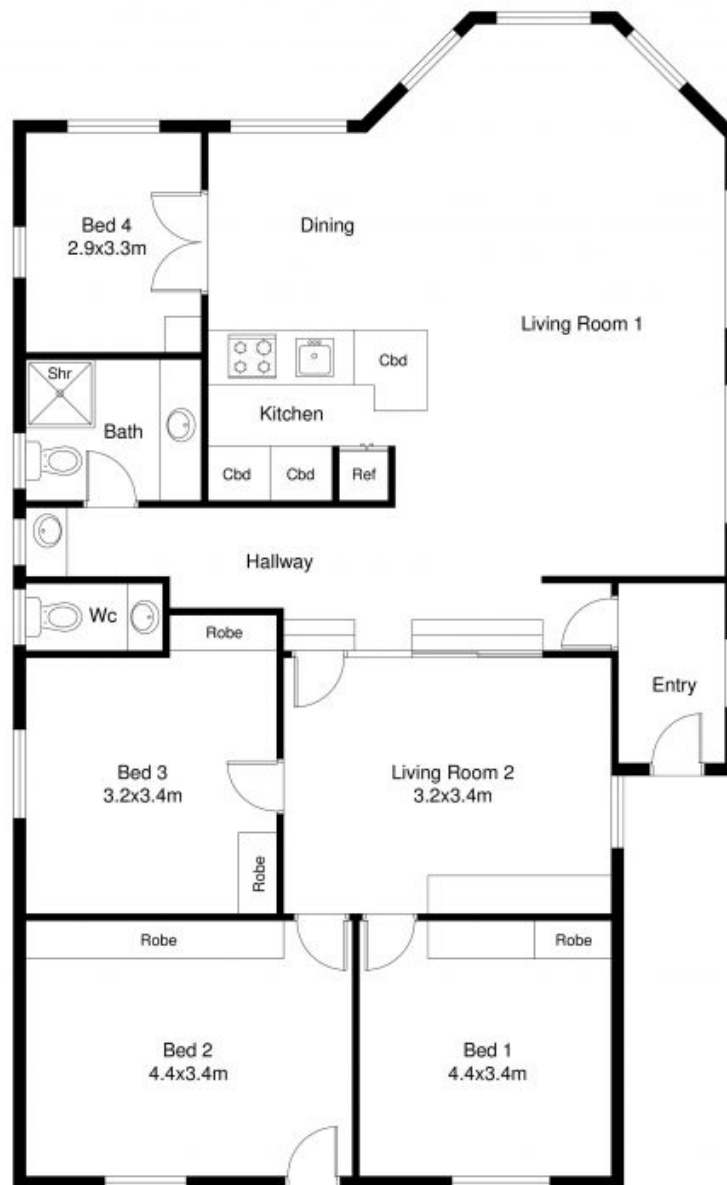 Bed 4
2.9x3.3m
Dining
Living Room 1
Shr
Bath
Cbd
Kitchen
Cbd
Cbd
Ref
Hallway
Wc
Robe
Entry
Bed 3
3.2x3.4m
Living Room 2
3.2x3.4m
Robe
Robe
Robe
Bed 2
4.4x3.4m
Bed 1
4.4x3.4m